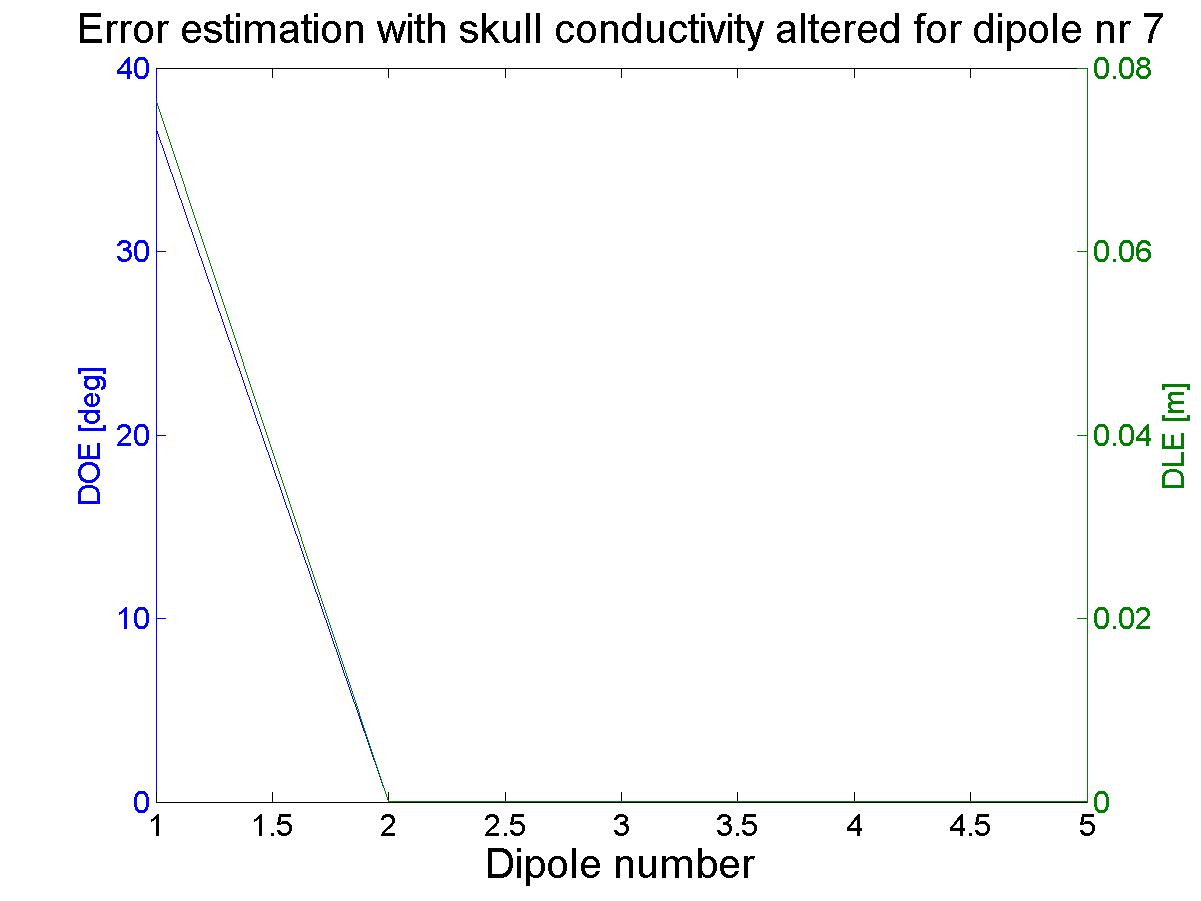 Error estimation with skull conductivity altered for dipole nr 7
40
30
20
10
0
DOE [deg]
0.08
0.06
0.04
0.02
0
DLE [m]
1 1.5 2 2.5 3 3.5 4 4.5 5
Dipole number